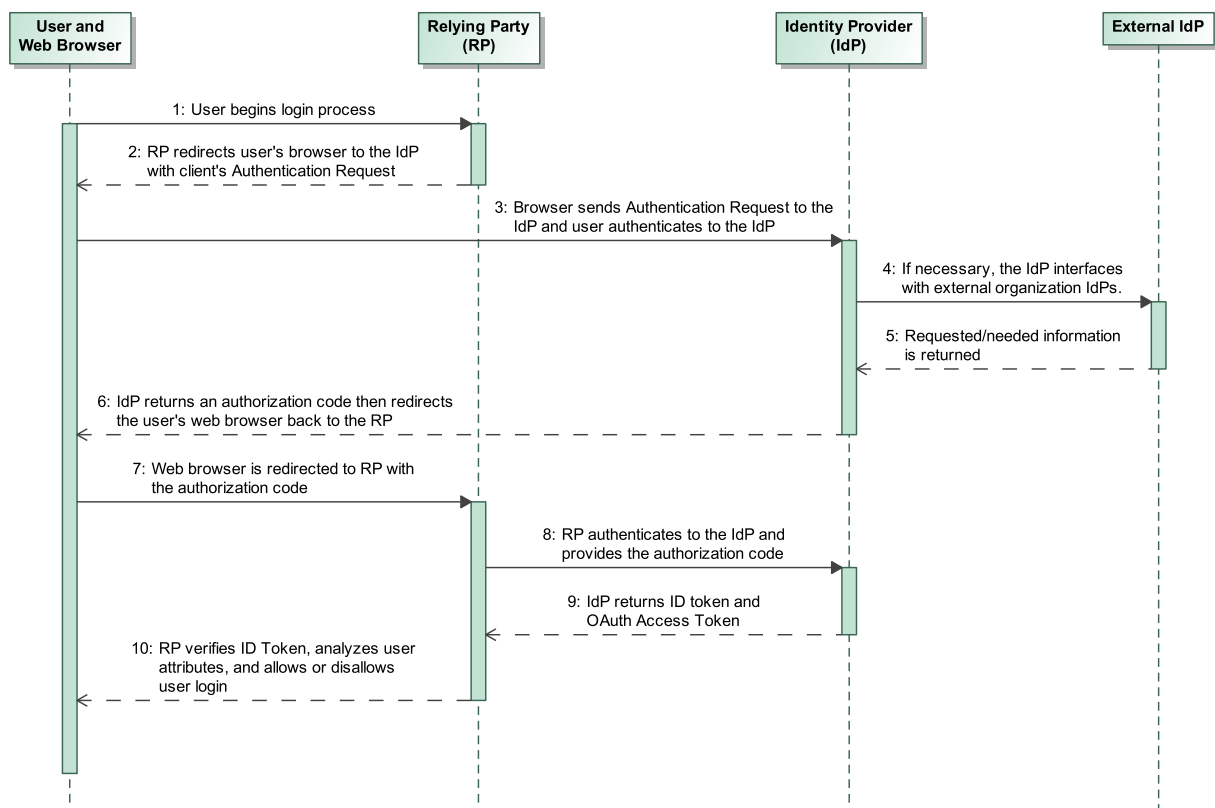 User and
Web Browser
Relying Party
(RP)
Identity Provider
(IdP)
External IdP
1: User begins login process
2: RP redirects user's browser to the IdP
with client's Authentication Request
3: Browser sends Authentication Request to the
IdP and user authenticates to the IdP
4: If necessary, the IdP interfaces
with external organization IdPs.
5: Requested/needed information
is returned
6: IdP returns an authorization code then redirects
the user's web browser back to the RP
7: Web browser is redirected to RP with
the authorization code
8: RP authenticates to the IdP and
provides the authorization code
9: IdP returns ID token and
OAuth Access Token
10: RP verifies ID Token, analyzes user
attributes, and allows or disallows
user login